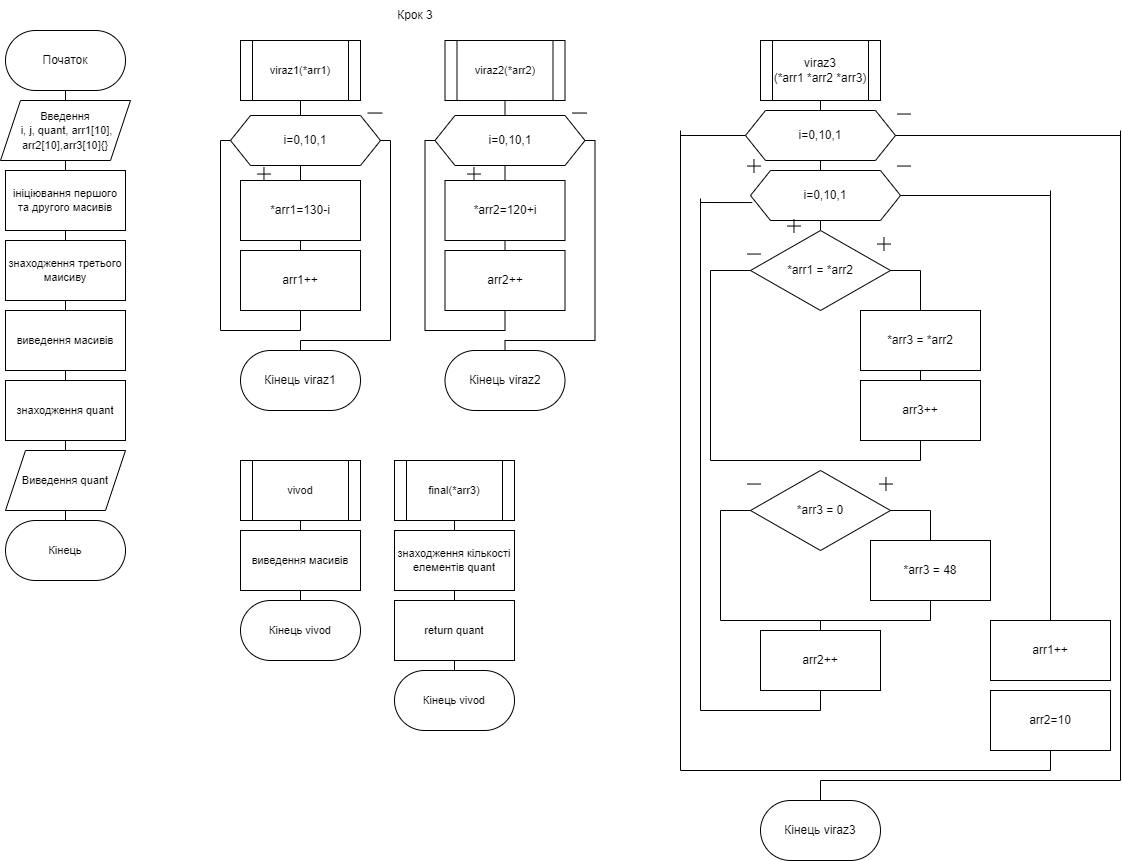 Крок 3
Початок
Введення
i, j, quant, arr1[10],
arr2[10],arr3[10]{}
ініціювання першого
та другого масивів
знаходження третього
маисиву
виведення масивів
знаходження quant
Виведення quant
Кінець
viraz1(*arr1)
i=0,10,1
*arr1=130-i
arr1++
Кінець viraz1
viraz2(*arr2)
i=0,10,1
*arr2=120+i
arr2++
Кінець viraz2
vivod
виведення масивів
Кінець vivod
final(*arr3)
знаходження кількості
елементів quant
return quant
Кінець vivod
viraz3
(*arr1 *arr2 *arr3)
i=0,10,1
i=0,10,1
*arr1 = *arr2
*arr3 = *arr2
arr3++
*arr3 = 0
*arr3 = 48
arr2++
arr1++
arr2=10
Кінець viraz3